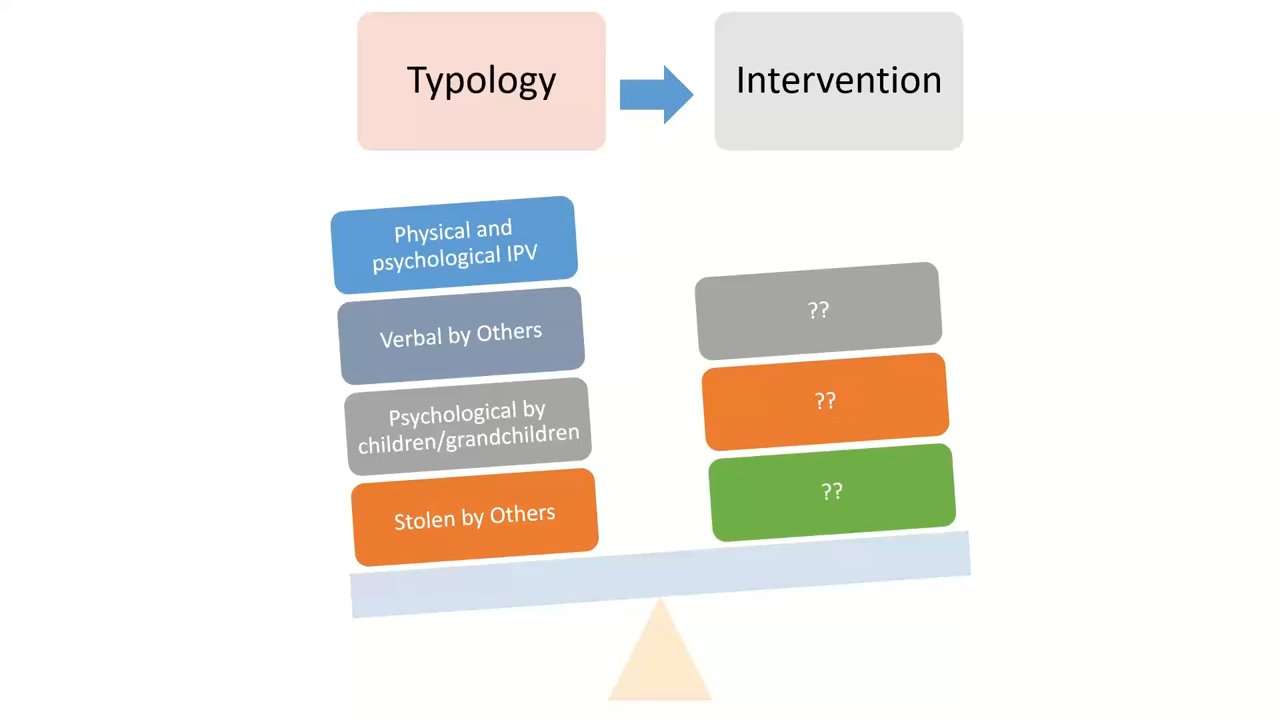 Typology
Intervention
Physical and
psychological IPV
Verbal by Others
Psychological by
children/grandchildren
Stolen by Others
??
??
??